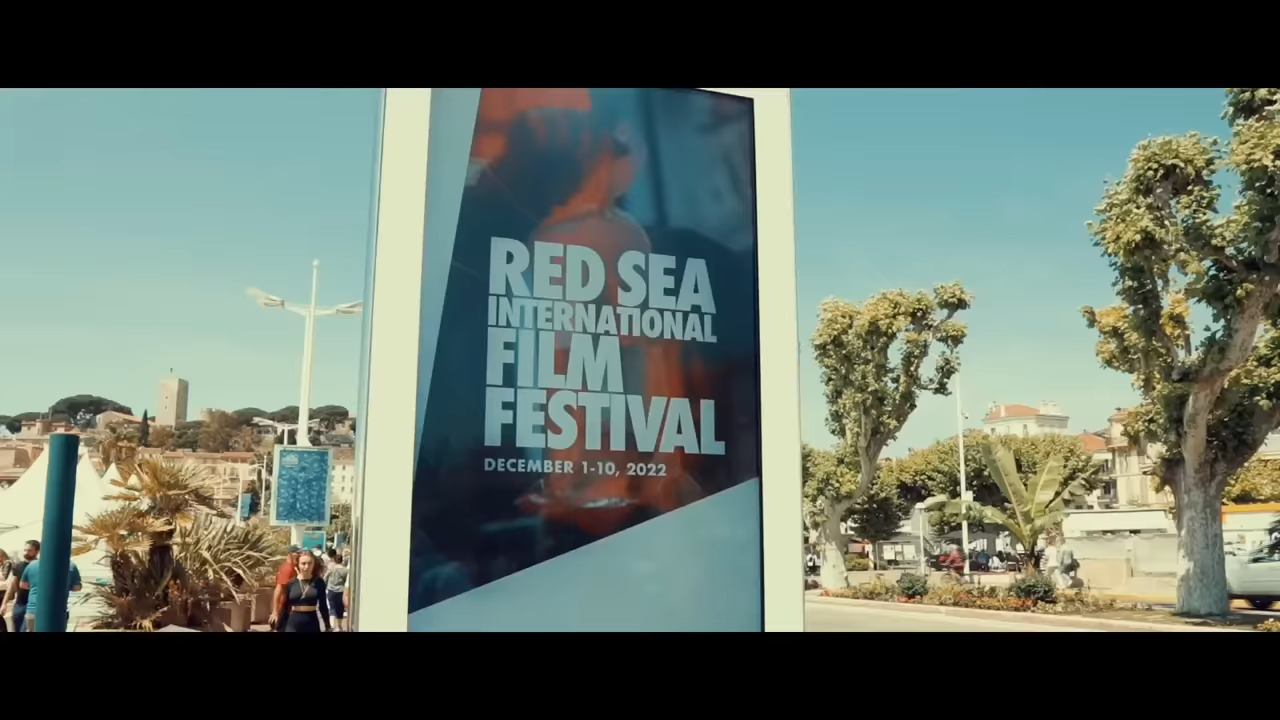 RED SEA
INTERNATIONAL
FILM
FESTIVAL
DECEMBER 1-10, 2022